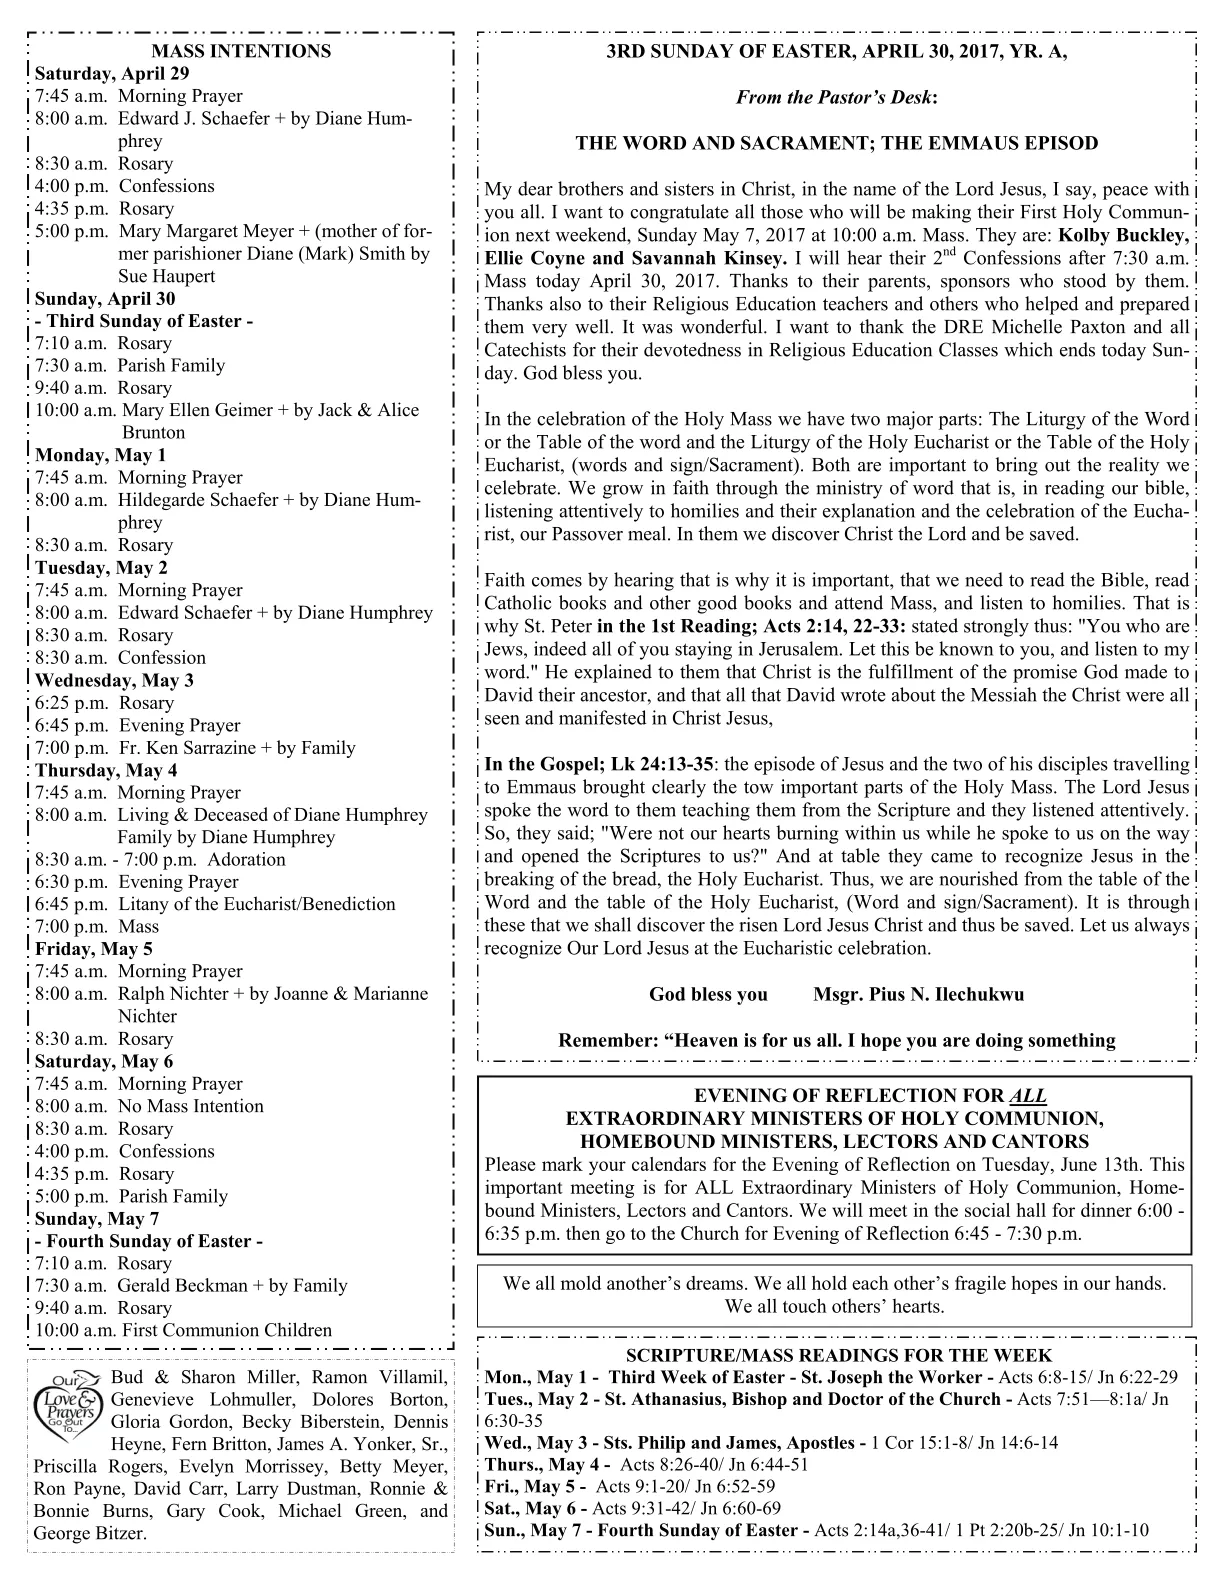 MASS INTENTIONS
Saturday, April 29
7:45 a.m. Morning Prayer
8:00 a.m. Edward J. Schaefer + by Diane Hum-
phrey
8:30 a.m. Rosary
4:00 p.m. Confessions
4:35 p.m. Rosary
5:00 p.m. Mary Margaret Meyer + (mother of for-
mer parishioner Diane (Mark) Smith by
Sue Haupert
Sunday, April 30
- Third Sunday of Easter -
7:10 a.m. Rosary
7:30 a.m. Parish Family
9:40 a.m. Rosary
10:00 a.m. Mary Ellen Geimer + by Jack & Alice
Brunton
Monday, May 1
7:45 a.m. Morning Prayer
8:00 a.m. Hildegarde Schaefer + by Diane Hum-
phrey
8:30 a.m. Rosary
Tuesday, May 2
7:45 a.m. Morning Prayer
8:00 a.m. Edward Schaefer + by Diane Humphrey
8:30 a.m. Rosary
8:30 a.m. Confession
Wednesday, May 3
6:25 p.m. Rosary
6:45 p.m. Evening Prayer
7:00 p.m. Fr. Ken Sarrazine + by Family
Thursday, May 4
7:45 a.m. Morning Prayer
8:00 a.m. Living & Deceased of Diane Humphrey
Family by Diane Humphrey
8:30 a.m. - 7:00 p.m. Adoration
6:30 p.m. Evening Prayer
6:45 p.m. Litany of the Eucharist/Benediction
7:00 p.m. Mass
Friday, May 5
7:45 a.m. Morning Prayer
8:00 a.m. Ralph Nichter + by Joanne & Marianne
Nichter
8:30 a.m. Rosary
Saturday, May 6
7:45 a.m. Morning Prayer
8:00 a.m. No Mass Intention
8:30 a.m. Rosary
4:00 p.m. Confessions
4:35 p.m. Rosary
5:00 p.m. Parish Family
Sunday, May 7
- Fourth Sunday of Easter -
7:10 a.m. Rosary
7:30 a.m. Gerald Beckman + by Family
9:40 a.m. Rosary
10:00 a.m. First Communion Children
Our
Love &
Prayers
Go Out
To...
Bud & Sharon Miller, Ramon Villamil,
Genevieve Lohmuller, Dolores Borton,
Gloria Gordon, Becky Biberstein, Dennis
Heyne, Fern Britton, James A. Yonker, Sr.,
Priscilla Rogers, Evelyn Morrissey, Betty Meyer,
Ron Payne, David Carr, Larry Dustman, Ronnie &
Bonnie Burns, Gary Cook, Michael Green, and
George Bitzer.
3RD SUNDAY OF EASTER, APRIL 30, 2017, YR. A,
From the Pastor's Desk:
THE WORD AND SACRAMENT; THE EMMAUS EPISOD
My dear brothers and sisters in Christ, in the name of the Lord Jesus, I say, peace with
you all. I want to congratulate all those who will be making their First Holy Commun-
ion next weekend, Sunday May 7, 2017 at 10:00 a.m. Mass. They are: Kolby Buckley,
Ellie Coyne and Savannah Kinsey. I will hear their 2nd Confessions after 7:30 a.m.
Mass today April 30, 2017. Thanks to their parents, sponsors who stood by them.
Thanks also to their Religious Education teachers and others who helped and prepared
them very well. It was wonderful. I want to thank the DRE Michelle Paxton and all
Catechists for their devotedness in Religious Education Classes which ends today Sun-
day. God bless you.
In the celebration of the Holy Mass we have two major parts: The Liturgy of the Word
or the Table of the word and the Liturgy of the Holy Eucharist or the Table of the Holy
Eucharist, (words and sign/Sacrament). Both are important to bring out the reality we
celebrate. We grow in faith through the ministry of word that is, in reading our bible,
listening attentively to homilies and their explanation and the celebration of the Eucha-
rist, our Passover meal. In them we discover Christ the Lord and be saved.
Faith comes by hearing that is why it is important, that we need to read the Bible, read
Catholic books and other good books and attend Mass, and listen to homilies. That is
why St. Peter in the 1st Reading; Acts 2:14, 22-33: stated strongly thus: "You who are
Jews, indeed all of you staying in Jerusalem. Let this be known to you, and listen to my
word." He explained to them that Christ is the fulfillment of the promise God made to
David their ancestor, and that all that David wrote about the Messiah the Christ were all
seen and manifested in Christ Jesus,
In the Gospel; Lk 24:13-35: the episode of Jesus and the two of his disciples travelling
to Emmaus brought clearly the tow important parts of the Holy Mass. The Lord Jesus
spoke the word to them teaching them from the Scripture and they listened attentively.
So, they said; "Were not our hearts burning within us while he spoke to us on the way
and opened the Scriptures to us?" And at table they came to recognize Jesus in the
breaking of the bread, the Holy Eucharist. Thus, we are nourished from the table of the
Word and the table of the Holy Eucharist, (Word and sign/Sacrament). It is through
these that we shall discover the risen Lord Jesus Christ and thus be saved. Let us always
recognize Our Lord Jesus at the Eucharistic celebration.
God bless you Msgr. Pius N. Ilechukwu
Remember: “Heaven is for us all. I hope you are doing something
EVENING OF REFLECTION FOR ALL
EXTRAORDINARY MINISTERS OF HOLY COMMUNION,
HOMEBOUND MINISTERS, LECTORS AND CANTORS
Please mark your calendars for the Evening of Reflection on Tuesday, June 13th. This
important meeting is for ALL Extraordinary Ministers of Holy Communion, Home-
bound Ministers, Lectors and Cantors. We will meet in the social hall for dinner 6:00 -
6:35 p.m. then go to the Church for Evening of Reflection 6:45 - 7:30 p.m.
We all mold another's dreams. We all hold each other's fragile hopes in our hands.
We all touch others' hearts.
SCRIPTURE/MASS READINGS FOR THE WEEK
Mon., May 1 - Third Week of Easter - St. Joseph the Worker - Acts 6:8-15/ Jn 6:22-29
Tues., May 2 - St. Athanasius, Bishop and Doctor of the Church - Acts 7:51—8:1a/ Jn
6:30-35
Wed., May 3 - Sts. Philip and James, Apostles - 1 Cor 15:1-8/ Jn 14:6-14
Thurs., May 4 - Acts 8:26-40/ Jn 6:44-51
Fri., May 5 - Acts 9:1-20/ Jn 6:52-59
Sat., May 6 - Acts 9:31-42/ Jn 6:60-69
Sun., May 7 - Fourth Sunday of Easter - Acts 2:14a,36-41/ 1 Pt 2:20b-25/ Jn 10:1-10